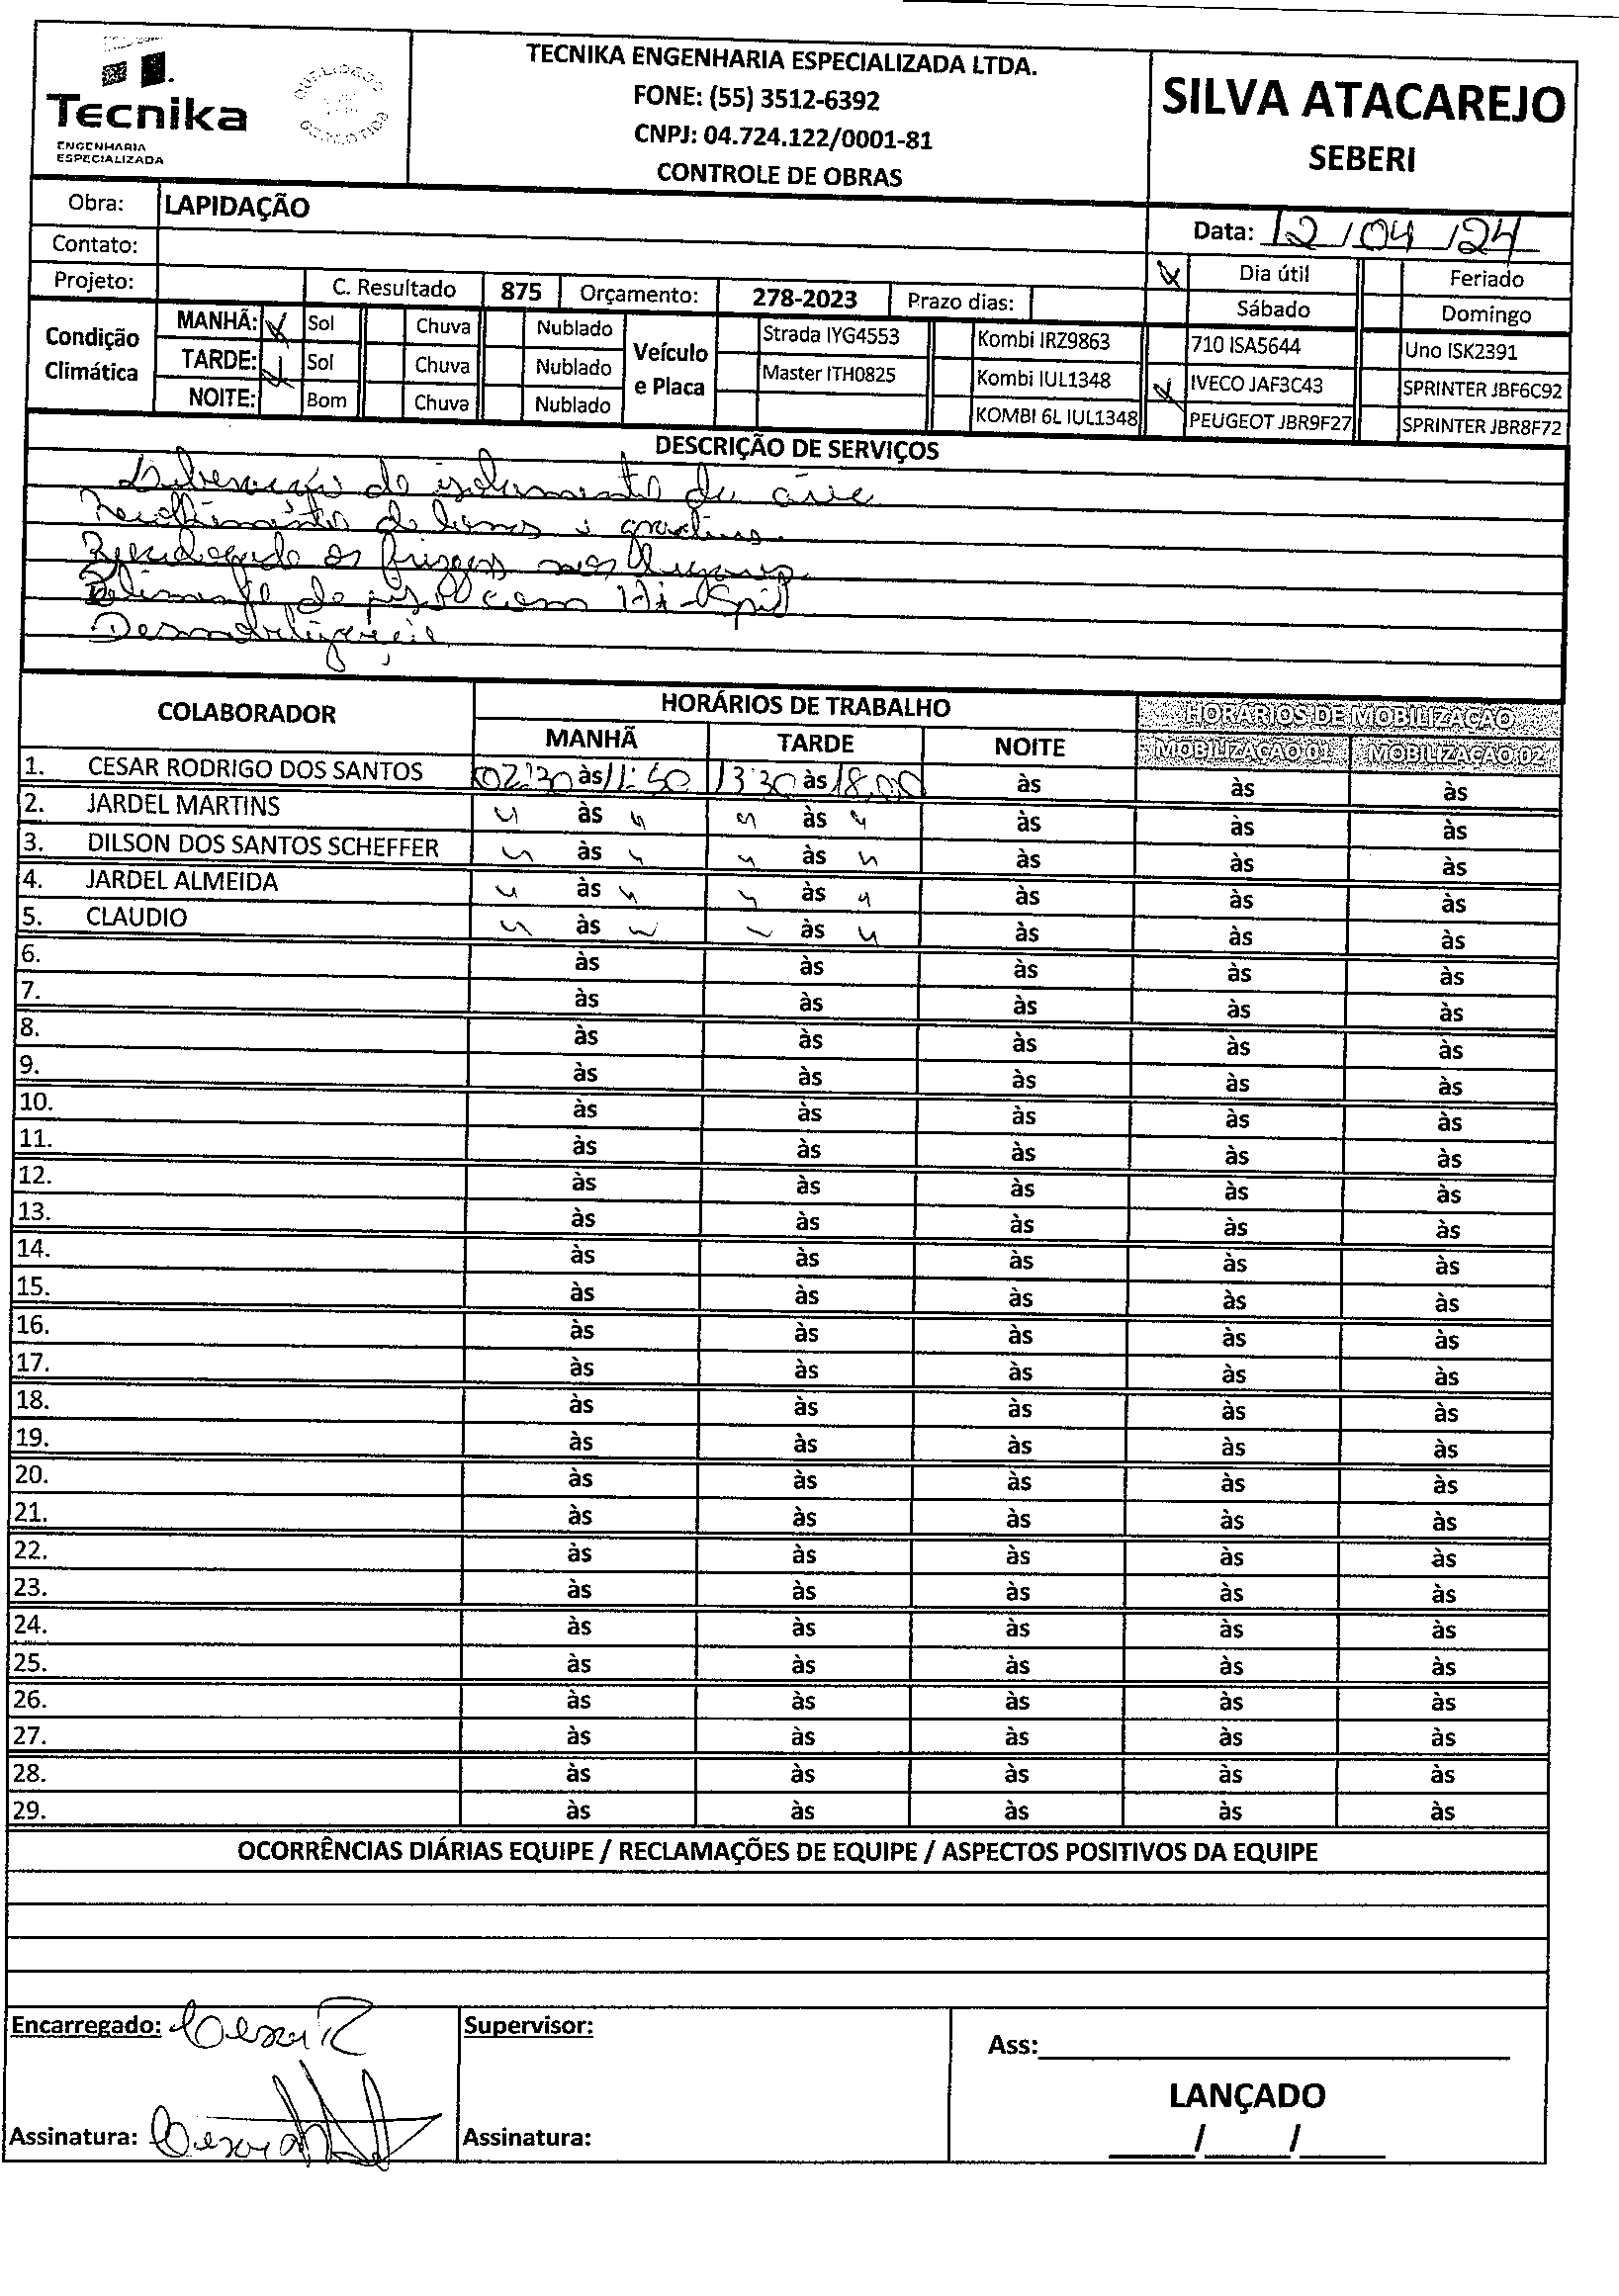 Tecnika
ENGENHARIA
ESPECIALIZADA
TECNIKA ENGENHARIA ESPECIALIZADA LTDA.
FONE: (55) 3512-6392
CNPJ: 04.724.122/0001-81
CONTROLE DE OBRAS
SILVA ATACAREJO
SEBERI
Obra: LAPIDAÇÃO
Data: 12/04/24
Contato:
Dia útil Feriado
Projeto: C. Resultado 875 Orçamento: 278-2023 Prazo dias:
Sábado Domingo
Condição Climática
MANHÃ: Sol Chuva Nublado
TARDE: Sol Chuva Nublado
NOITE: Bom Chuva Nublado
Veículo e Placa
Strada IYG4553 Kombi IRZ9863 710 ISA5644 Uno ISK2391
Master ITH0825 Kombi IUL1348 IVECO JAF3C43 SPRINTER JBF6C92
KOMBI 6L IUL1348 PEUGEOT JBR9F27 SPRINTER JBR8F72
DESCRIÇÃO DE SERVIÇOS
de isolamento da
Recolhimento de lonas
os nos lugares
de piso com
COLABORADOR HORÁRIOS DE TRABALHO HORÁRIOS DE MOBILIZAÇÃO
MANHÃ TARDE NOITE MOBILIZAÇÃO 01 MOBILIZAÇÃO 02
1. CESAR RODRIGO DOS SANTOS às 13:30 às 18:00 às às às
2. JARDEL MARTINS " às " " às " às às às
3. DILSON DOS SANTOS SCHEFFER " às " " às " às às às
4. JARDEL ALMEIDA " às " " às " às às às
5. CLAUDIO " às " " às " às às às
6. às às às às às
7. às às às às às
8. às às às às às
9. às às às às às
10. às às às às às
11. às às às às às
12. às às às às às
13. às às às às às
14. às às às às às
15. às às às às às
16. às às às às às
17. às às às às às
18. às às às às às
19. às às às às às
20. às às às às às
21. às às às às às
22. às às às às às
23. às às às às às
24. às às às às às
25. às às às às às
26. às às às às às
27. às às às às às
28. às às às às às
29. às às às às às
OCORRÊNCIAS DIÁRIAS EQUIPE / RECLAMAÇÕES DE EQUIPE / ASPECTOS POSITIVOS DA EQUIPE
Encarregado: Cesar R
Supervisor:
Ass:
LANÇADO
Assinatura: Cesar
Assinatura:
/ /